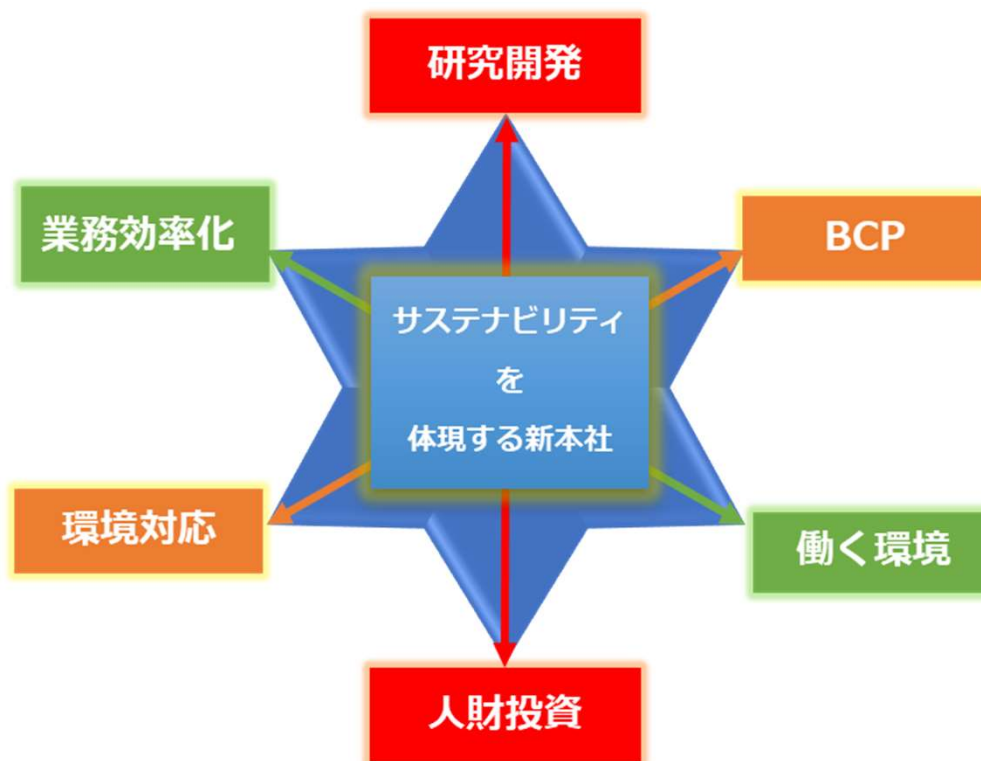 研究開発
業務効率化
BCP
サステナビリティ
を
体現する新本社
環境対応
働く環境
人財投資